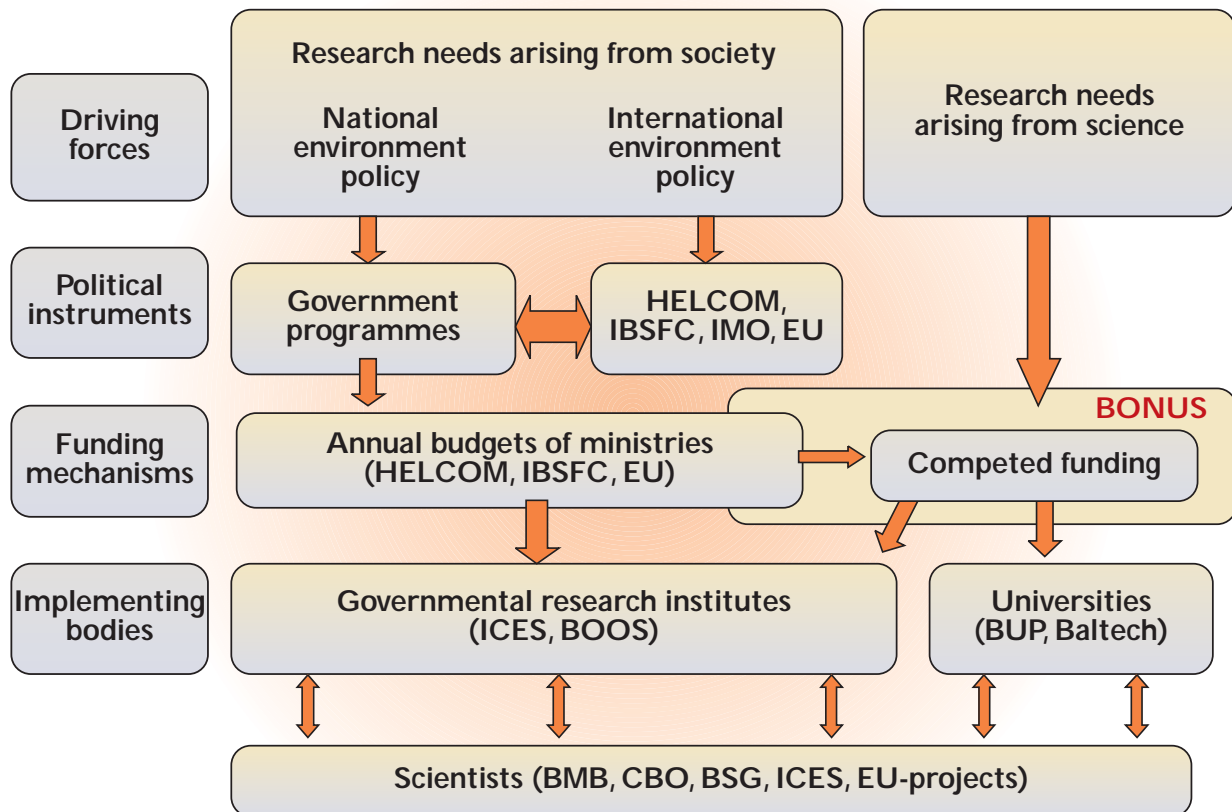 Driving
forces
Research needs arising from society
National
environment
policy
International
environment
policy
Research needs
arising from science
Political
instruments
Government
programmes
HELCOM,
IBSFC, IMO, EU
Funding
mechanisms
Annual budgets of ministries
(HELCOM, IBSFC, EU)
BONUS
Competed funding
Implementing
bodies
Governmental research institutes
(ICES, BOOS)
Universities
(BUP, Baltech)
Scientists (BMB, CBO, BSG, ICES, EU-projects)